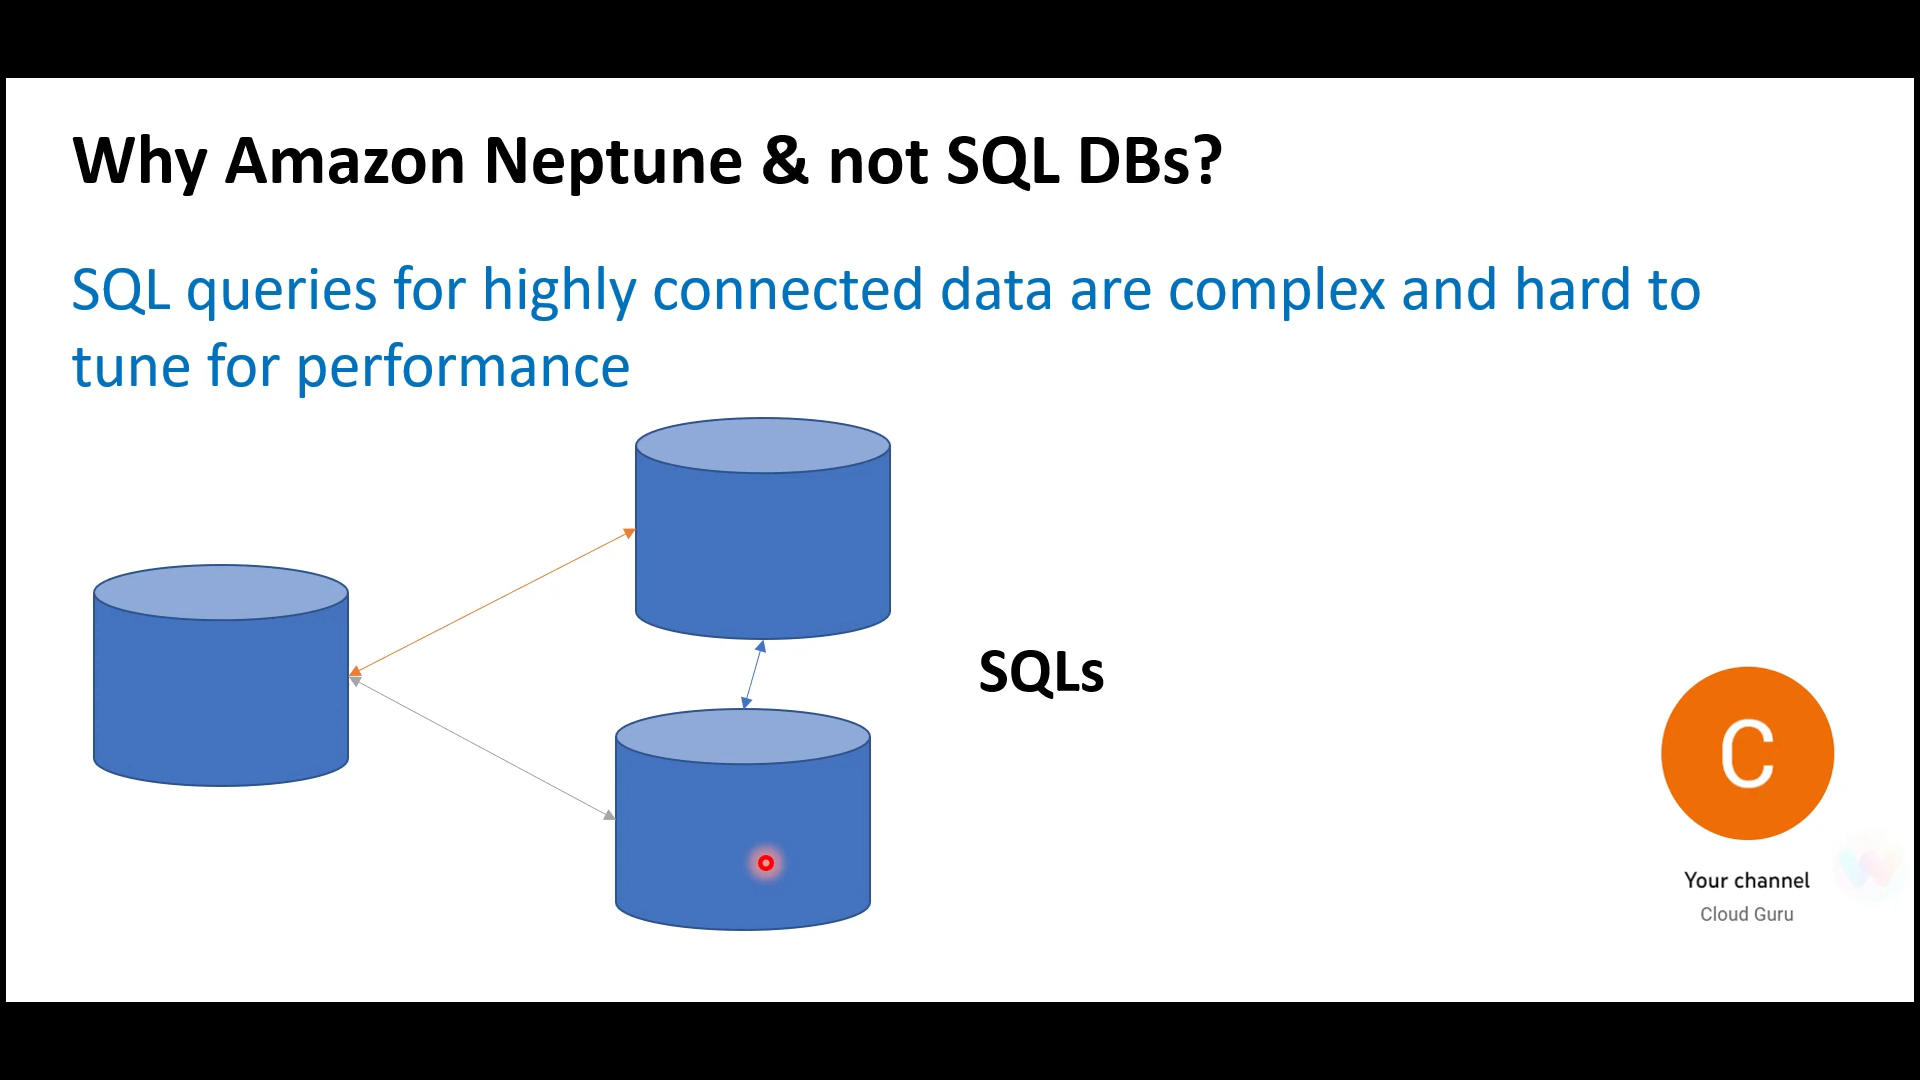 Why Amazon Neptune & not SQL DBs?
SQL queries for highly connected data are complex and hard to
tune for performance
SQLs
C
Your channel
Cloud Guru